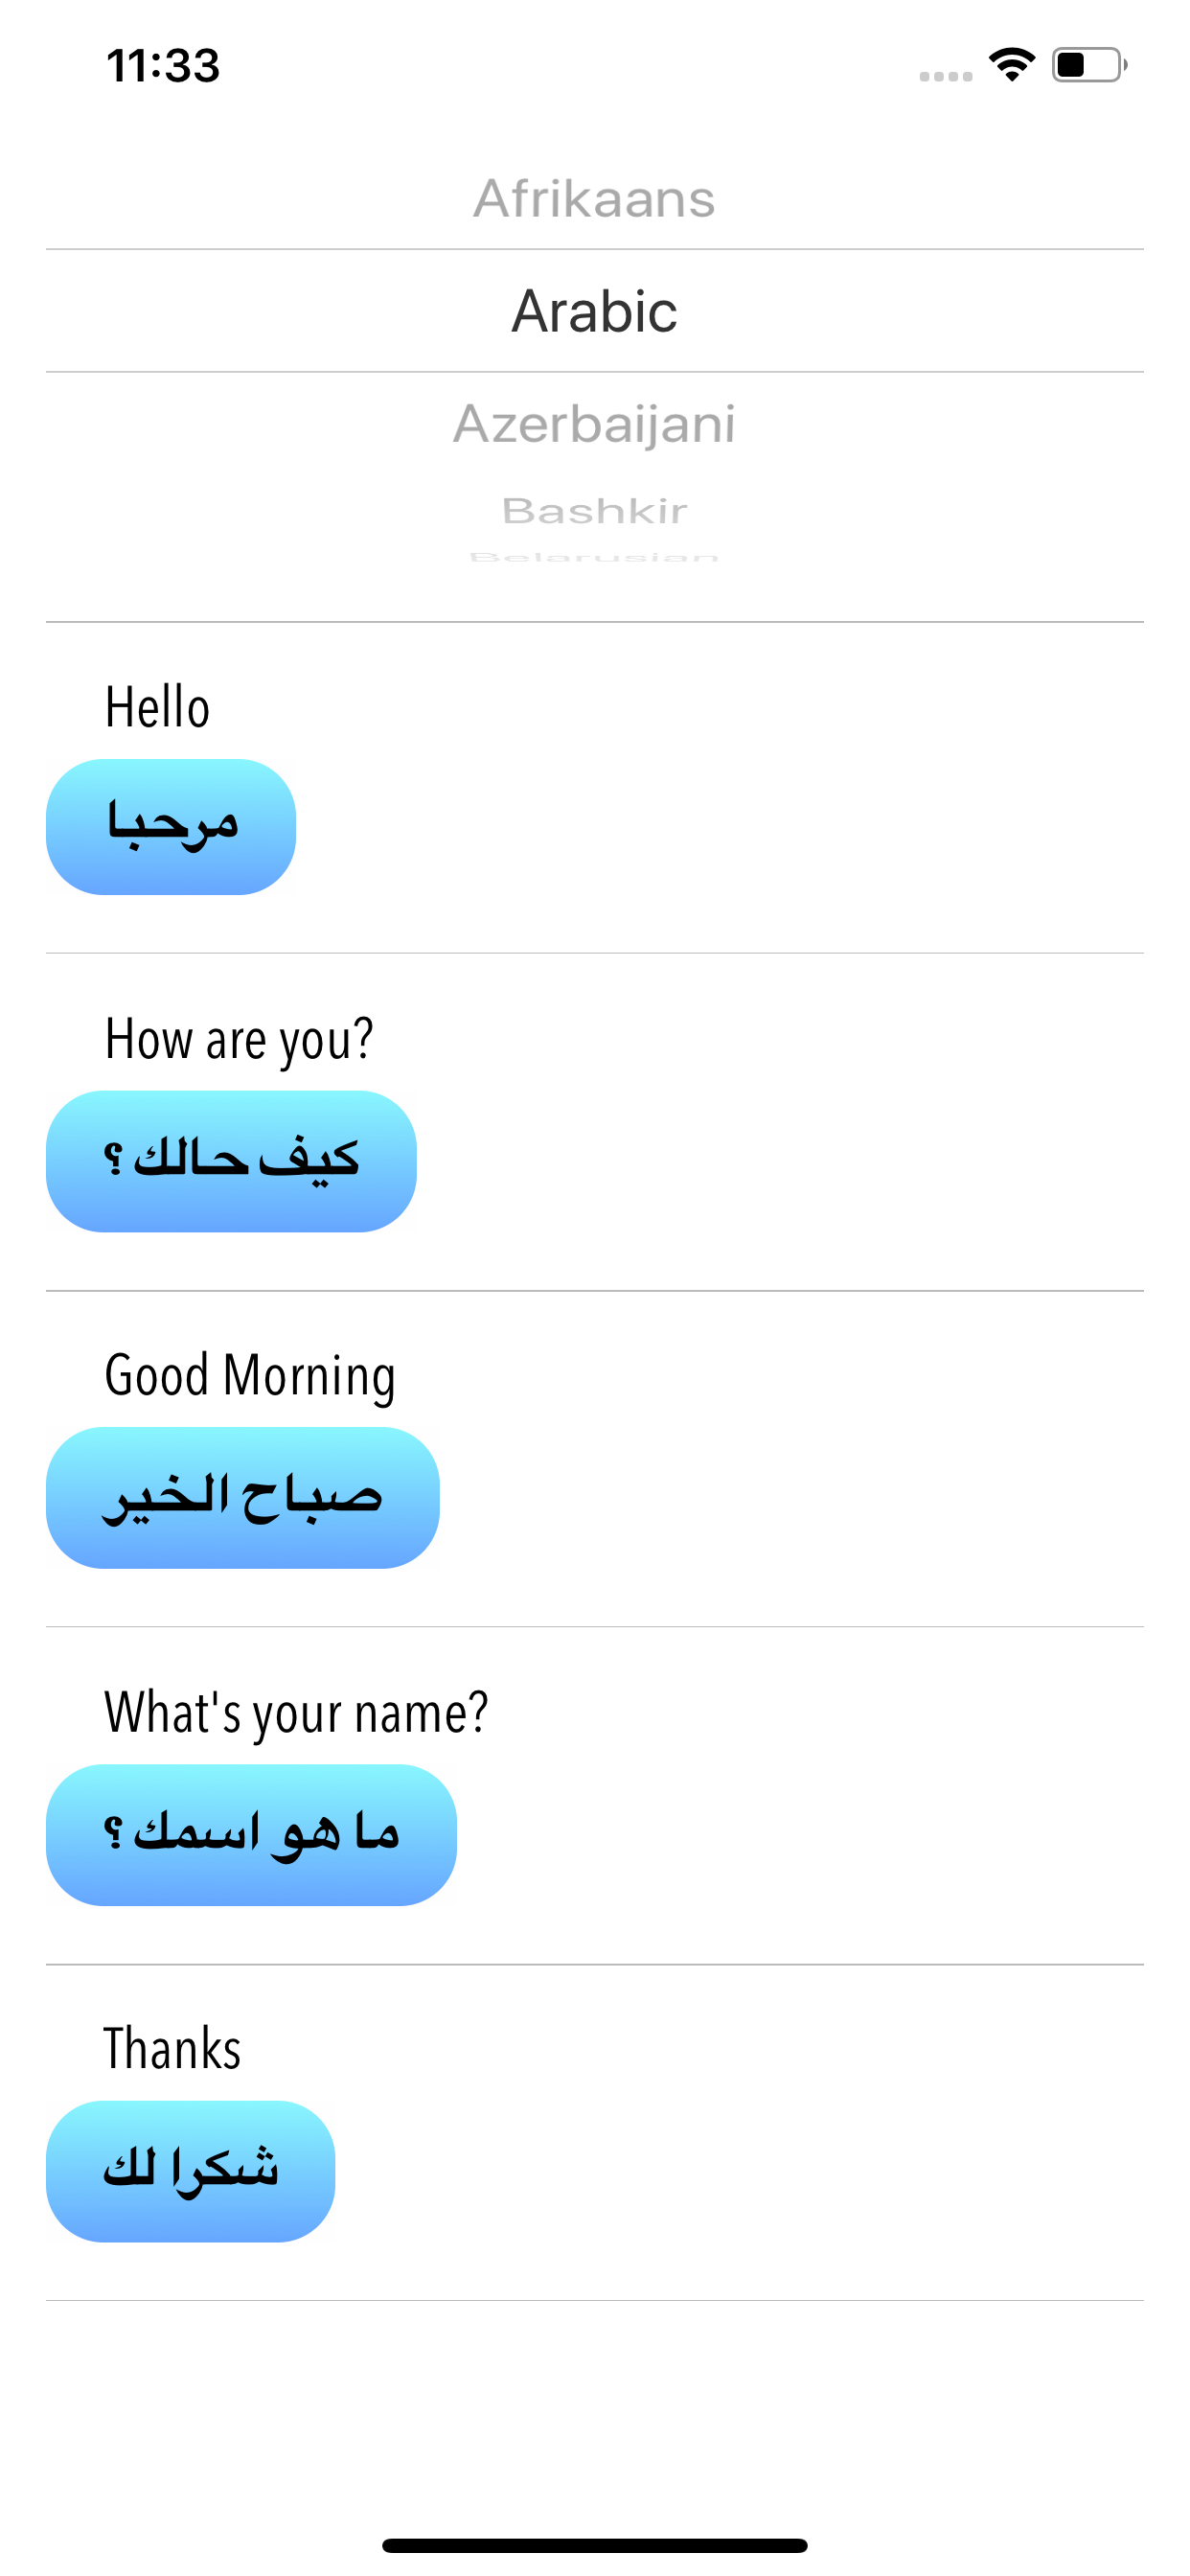 11:33
Afrikaans
Arabic
Azerbaijani
Bashkir
Belarusian
Hello
مرحبا
How are you?
كيف حالك ؟
Good Morning
صباح الخير
What's your name?
ما هو اسمك ؟
Thanks
شكرا لك